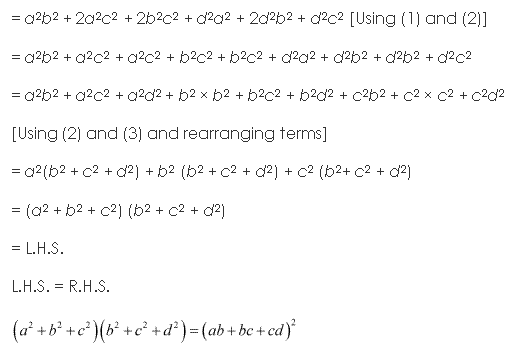 = a²b² + 2a²c² + 2b²c² + d²a² + 2d²b² + d²c² [Using (1) and (2)]
= a²b² + a²c² + a²c² + b²c² + b²c² + d²a² + d²b² + d²b² + d²c²
= a²b² + a²c² + a²d² + b² × b² + b²c² + b²d² + c²b² + c² × c² + c²d²
[Using (2) and (3) and rearranging terms]
= a²(b² + c² + d²) + b² (b² + c² + d²) + c² (b²+ c² + d²)
= (a² + b² + c²) (b² + c² + d²)
= L.H.S.
L.H.S. = R.H.S.
(a² + b² + c²)(b² + c² + d²) = (ab + bc + cd)²